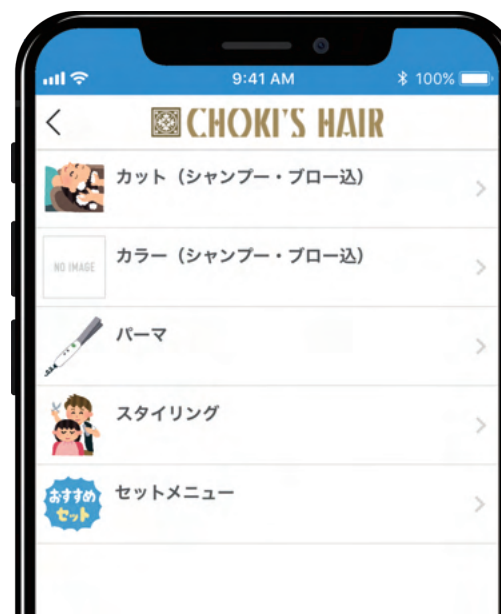 9:41 AM
100%
CHOKI'S HAIR
カット（シャンプー・ブロー込）
NO IMAGE
カラー（シャンプー・ブロー込）
パーマ
スタイリング
おすすめ
セット
セットメニュー